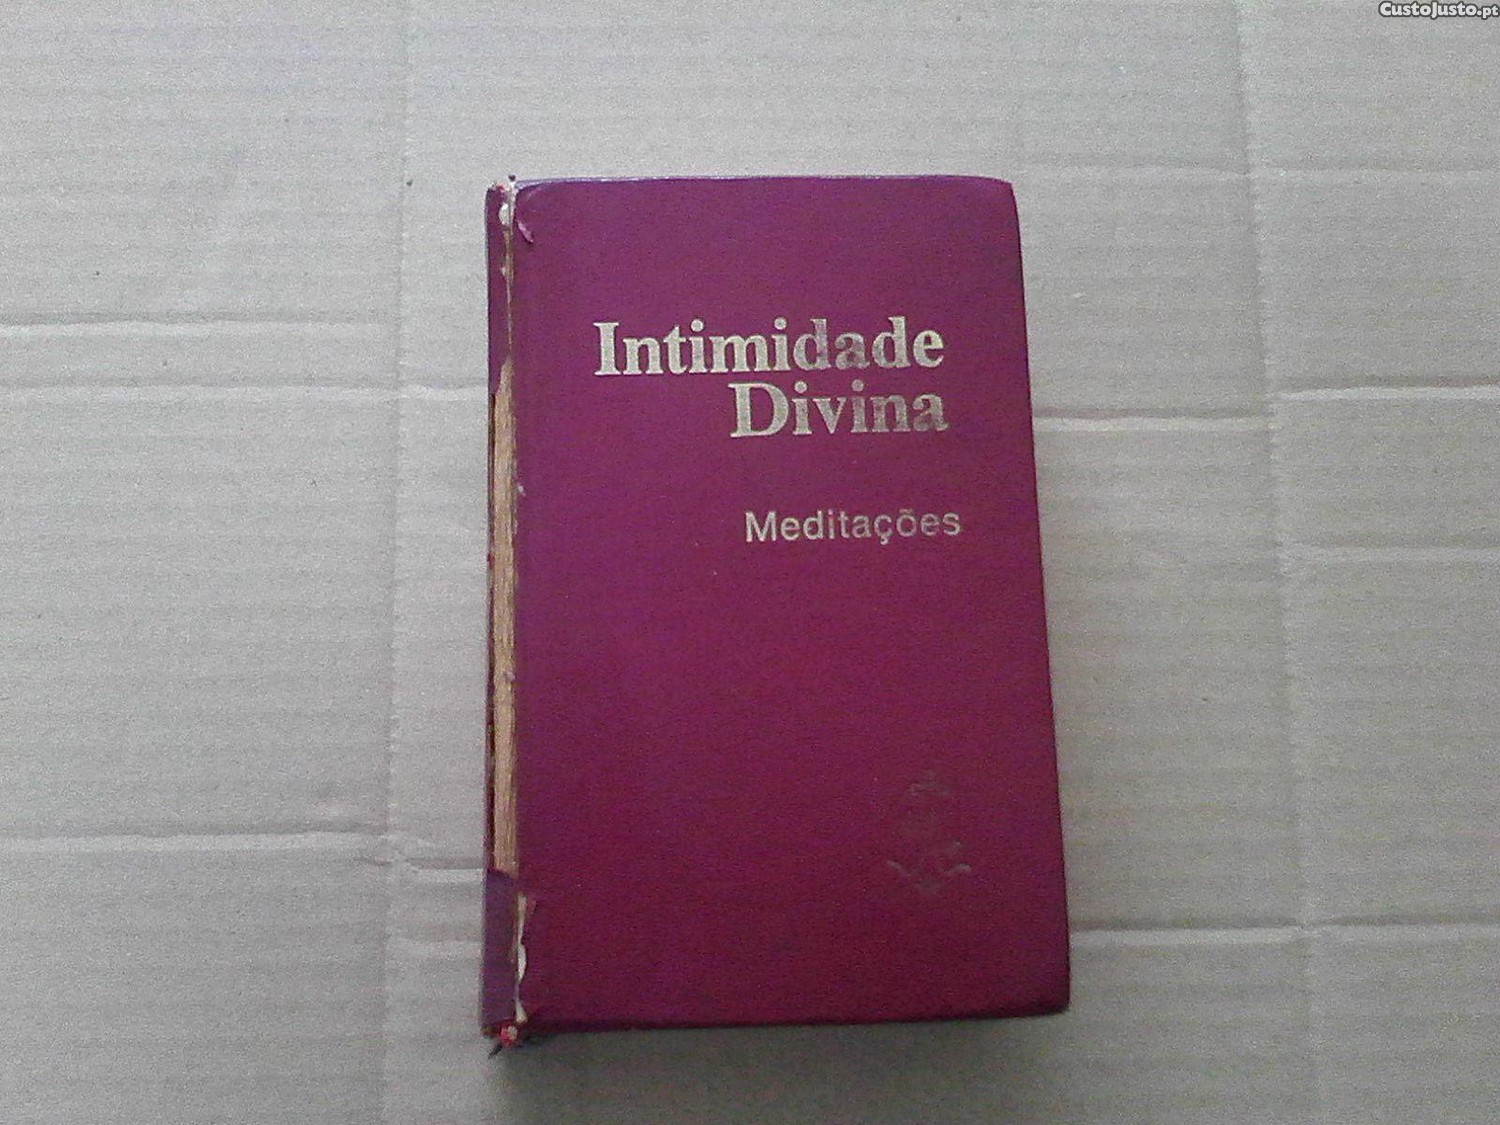 CustoJusto.pt
Intimidade
Divina
Meditações